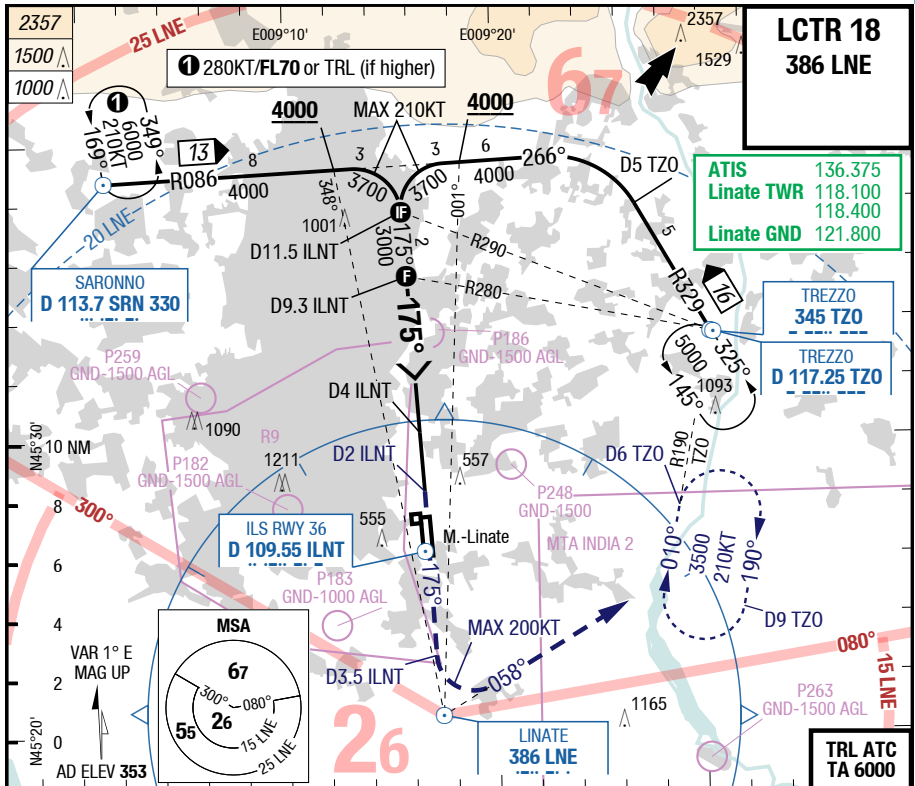 2357
1500
1000
25 LNE
E009°10'
E009°20'
2357
1529
LCTR 18
386 LNE
1 280KT/FL70 or TRL (if higher)
67
1
349°
6000
210KT
169°
13
8
R086
4000
4000
MAX 210KT
4000
3
3
3700
3700
6
266°
4000
D5 TZO
5
20 LNE
348°
007°
1001
IF
D11.5 ILNT
175°
2
3000
R290
R280
F
D9.3 ILNT
175°
R329
16
ATIS 136.375
Linate TWR 118.100
118.400
Linate GND 121.800
SARONNO
D 113.7 SRN 330
TREZZO
345 TZO
TREZZO
D 117.25 TZO
P259
GND-1500 AGL
P186
GND-1500 AGL
5000
325°
145°
1093
D4 ILNT
1090
R9
N45°30'
10 NM
P182
GND-1500 AGL
1211
D2 ILNT
557
R190
TZO
D6 TZO
P248
GND-1500
8
300°
ILS RWY 36
D 109.55 ILNT
555
M.-Linate
MTA INDIA 2
6
175°
010°
3500
210KT
190°
P183
GND-1000 AGL
4
MSA
67
300°
080°
55
26
15 LNE
25 LNE
MAX 200KT
D9 TZO
VAR 1° E
MAG UP
D3.5 ILNT
058°
080°
15 LNE
2
1165
P263
GND-1500 AGL
N45°20'
0
26
LINATE
386 LNE
AD ELEV 353
TRL ATC
TA 6000